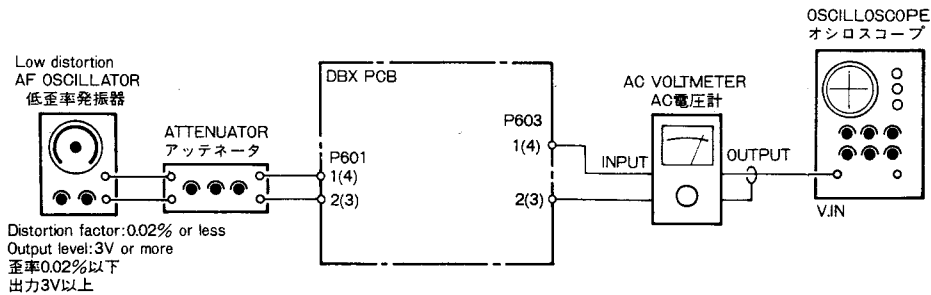 Low distortion
AF OSCILLATOR
低歪率発振器
ATTENUATOR
アッテネータ
Distortion factor:0.02% or less
Output level:3V or more
歪率0.02%以下
出力3V以上
DBX PCB
P601
1(4)
2(3)
P603
1(4)
2(3)
AC VOLTMETER
AC電圧計
INPUT
OUTPUT
OSCILLOSCOPE
オシロスコープ
V.IN